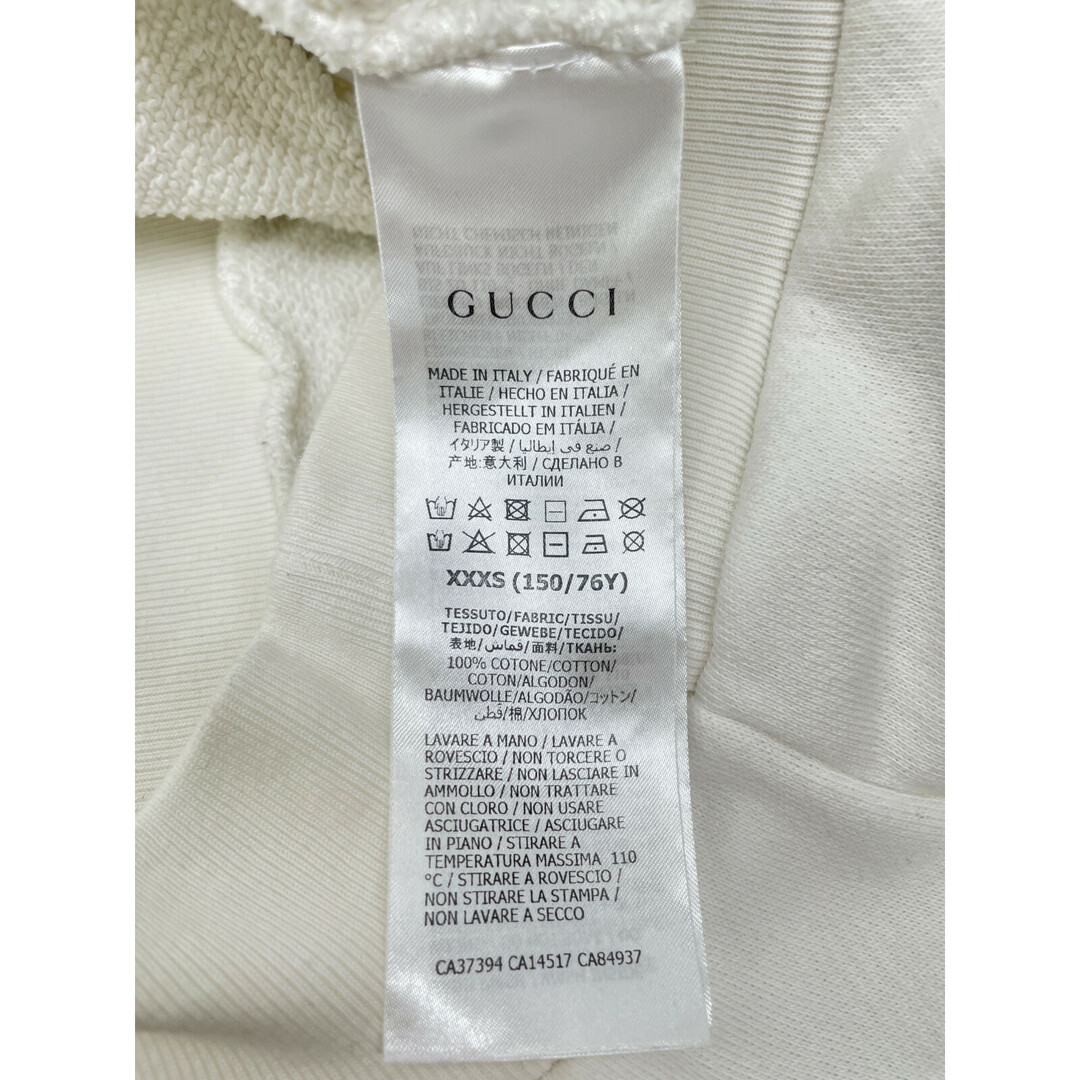 GUCCI
MADE IN ITALY / FABRIQUÉ EN
ITALIE / HECHO EN ITALIA /
HERGESTELLT IN ITALIEN /
FABRICADO EM ITÁLIA /
イタリア製 / صنع في إيطاليا /
产地:意大利 / СДЕЛАНО В
ИТАЛИИ
XXXS (150/76Y)
TESSUTO/FABRIC/TISSU/
TEJIDO/GEWEBE/TECIDO/
表地/قماش/面料/ТКАНЬ:
100% COTONE/COTTON/
COTON/ALGODON/
BAUMWOLLE/ALGODÃO/コットン/
قطن/棉/ХЛОПОК
LAVARE A MANO / LAVARE A
ROVESCIO / NON TORCERE O
STRIZZARE / NON LASCIARE IN
AMMOLLO / NON TRATTARE
CON CLORO / NON USARE
ASCIUGATRICE / ASCIUGARE
IN PIANO / STIRARE A
TEMPERATURA MASSIMA 110
°C / STIRARE A ROVESCIO /
NON STIRARE LA STAMPA /
NON LAVARE A SECCO
CA37394 CA14517 CA84937